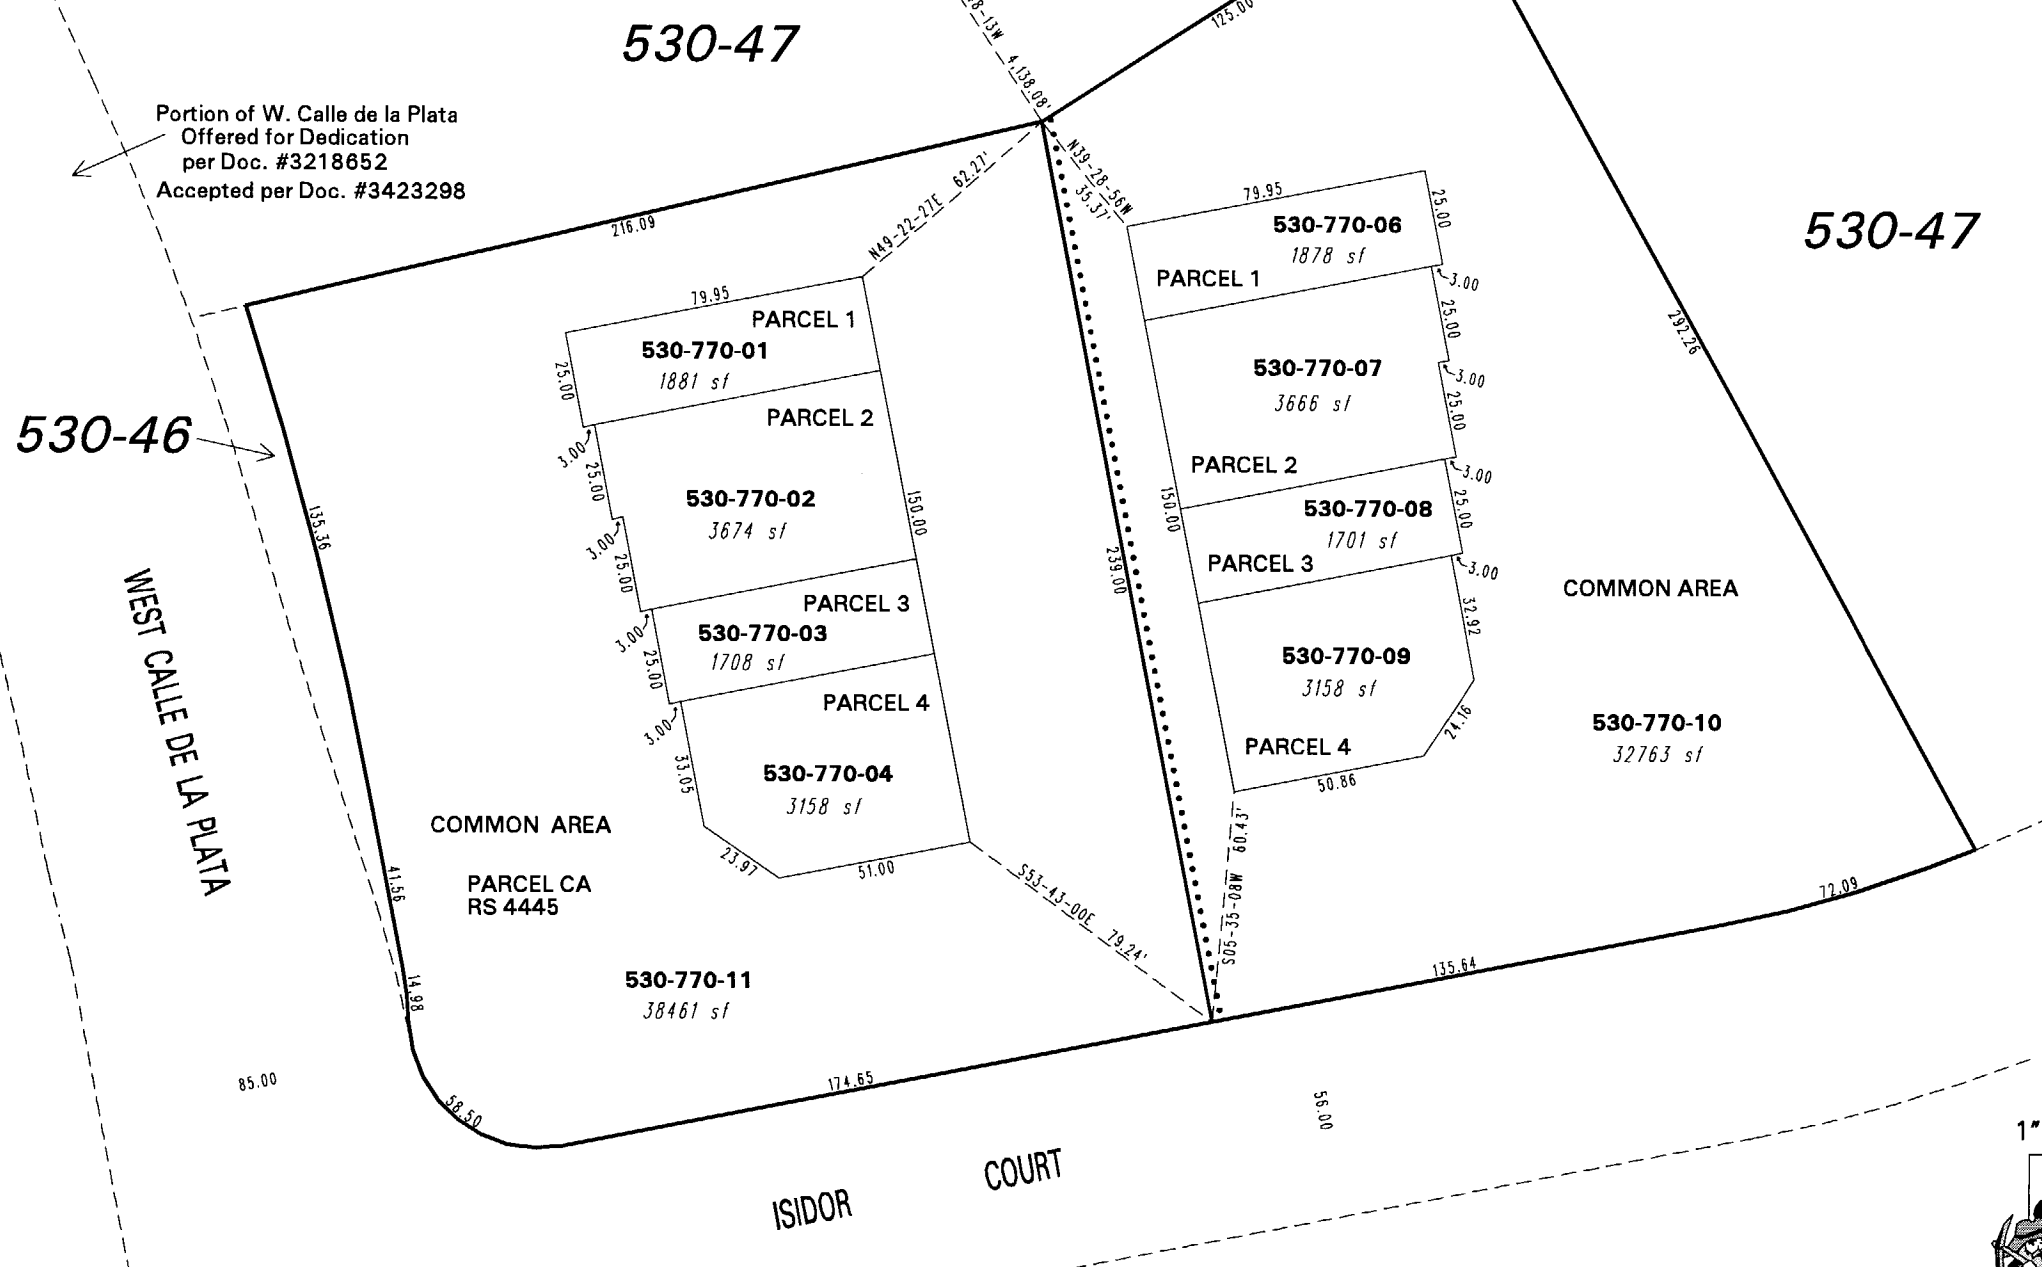 530-47
28-13W 4,138.08'
125.00
Portion of W. Calle de la Plata
Offered for Dedication
per Doc. #3218652
Accepted per Doc. #3423298
216.09
N49-22-27E 62.27'
N39-28-56W
35.37'
79.95
530-770-06
1878 sf
PARCEL 1
25.00
3.00
530-47
292.26
79.95
PARCEL 1
530-770-01
1881 sf
25.00
3.00
PARCEL 2
530-770-02
3674 sf
25.00
3.00
25.00
150.00
PARCEL 3
530-770-03
1708 sf
3.00
25.00
PARCEL 4
3.00
530-770-04
3158 sf
33.05
23.97
51.00
530-46
135.36
WEST CALLE DE LA PLATA
41.56
14.98
COMMON AREA
PARCEL CA
RS 4445
530-770-11
38461 sf
S53-43-00E 79.24'
239.00
530-770-07
3666 sf
PARCEL 2
25.00
3.00
25.00
3.00
150.00
530-770-08
1701 sf
PARCEL 3
25.00
3.00
530-770-09
3158 sf
PARCEL 4
32.92
24.16
50.86
S05-35-08W 60.43'
COMMON AREA
530-770-10
32763 sf
72.09
135.64
174.65
58.50
85.00
56.00
ISIDOR COURT
1"